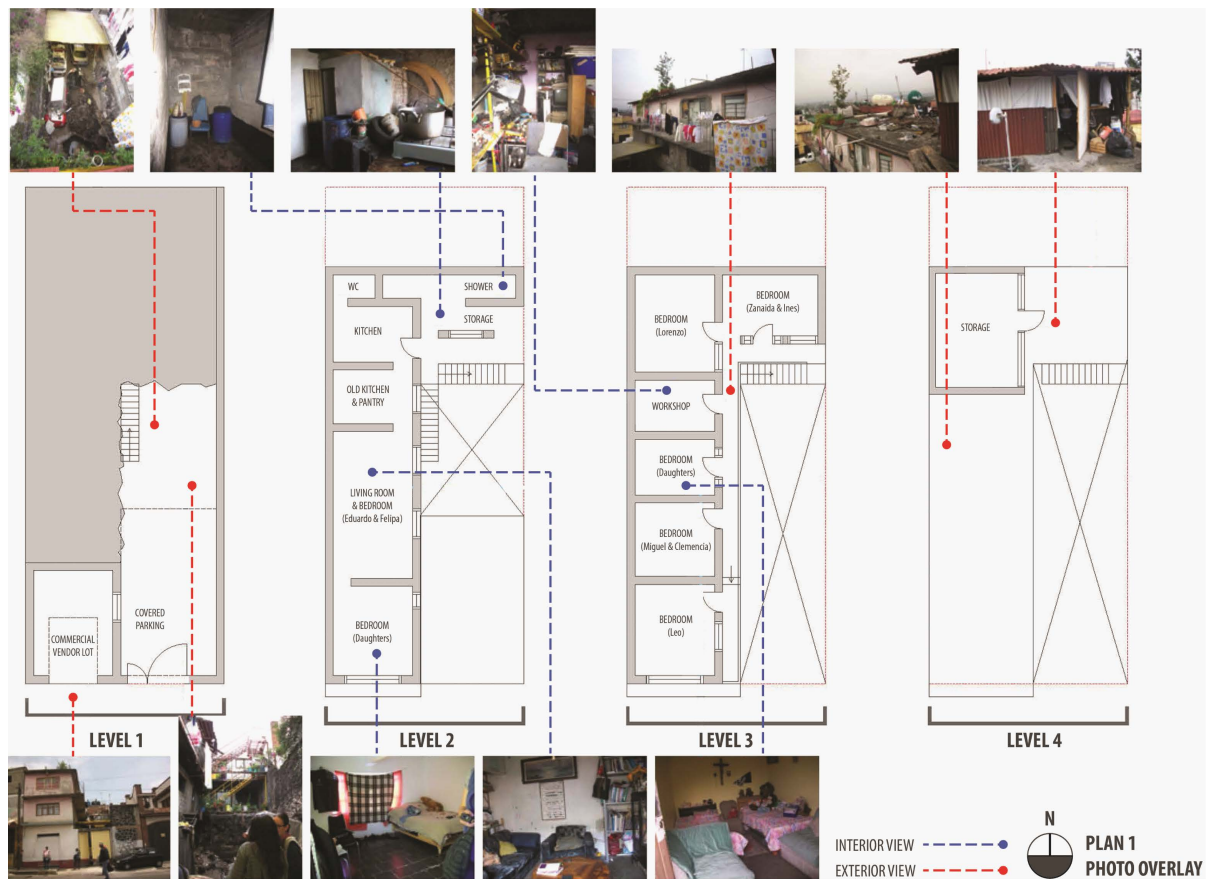 COMMERCIAL
VENDOR LOT
COVERED
PARKING
LEVEL 1
WC
SHOWER
KITCHEN
STORAGE
OLD KITCHEN
& PANTRY
LIVING ROOM
& BEDROOM
(Eduardo & Felipa)
BEDROOM
(Daughters)
LEVEL 2
BEDROOM
(Lorenzo)
BEDROOM
(Zanaida & Ines)
WORKSHOP
BEDROOM
(Daughters)
BEDROOM
(Miguel & Clemencia)
BEDROOM
(Leo)
LEVEL 3
STORAGE
LEVEL 4
INTERIOR VIEW
EXTERIOR VIEW
N
PLAN 1
PHOTO OVERLAY